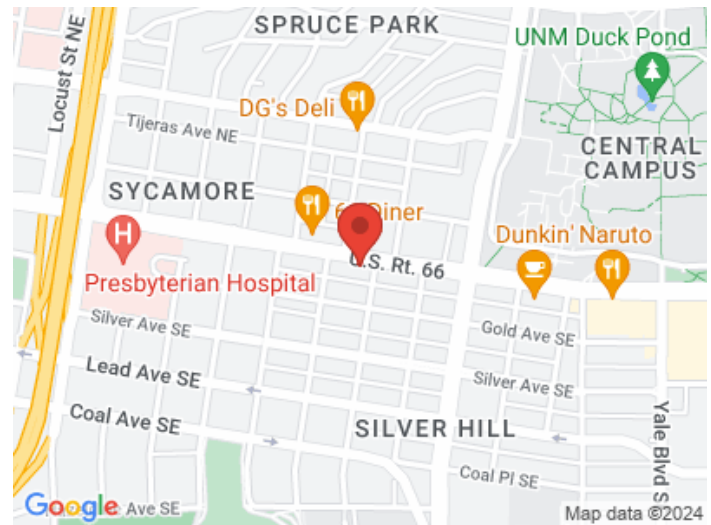 SPRUCE PARK
Locust St NE
UNM Duck Pond
DG's Deli
Tijeras Ave NE
CENTRAL
CAMPUS
SYCAMORE
Diner
Dunkin'
Naruto
U.S. Rt. 66
Presbyterian Hospital
H
Silver Ave SE
Gold Ave SE
Lead Ave SE
Silver Ave SE
Coal Ave SE
SILVER HILL
Yale Blvd S
Coal Pl SE
Google
Ave SE
Map data ©2024